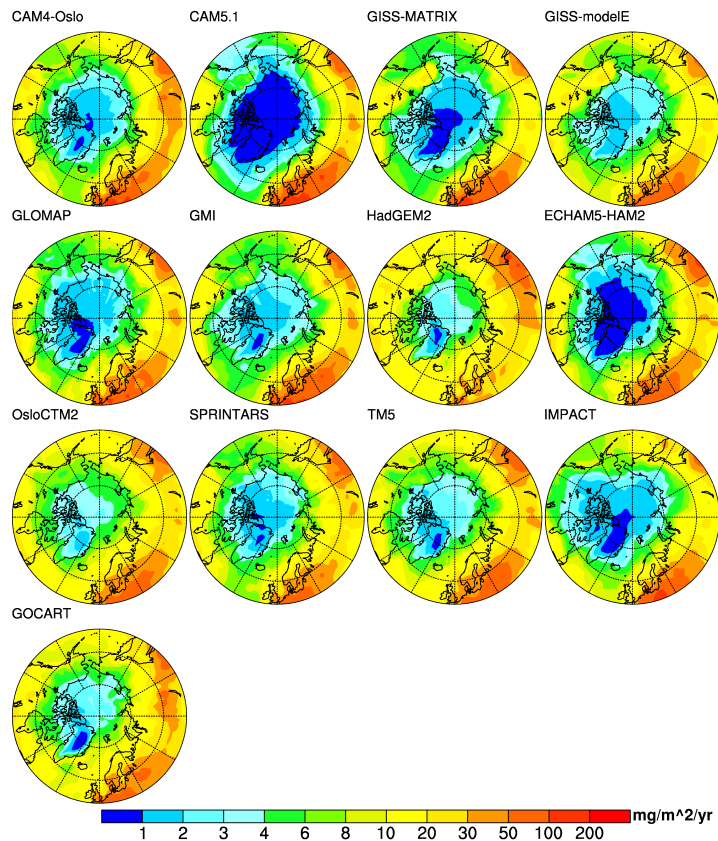 CAM4-Oslo CAM5.1 GISS-MATRIX GISS-modelE
GLOMAP GMI HadGEM2 ECHAM5-HAM2
OsloCTM2 SPRINTARS TM5 IMPACT
GOCART
mg/m^2/yr
1 2 3 4 6 8 10 20 30 50 100 200